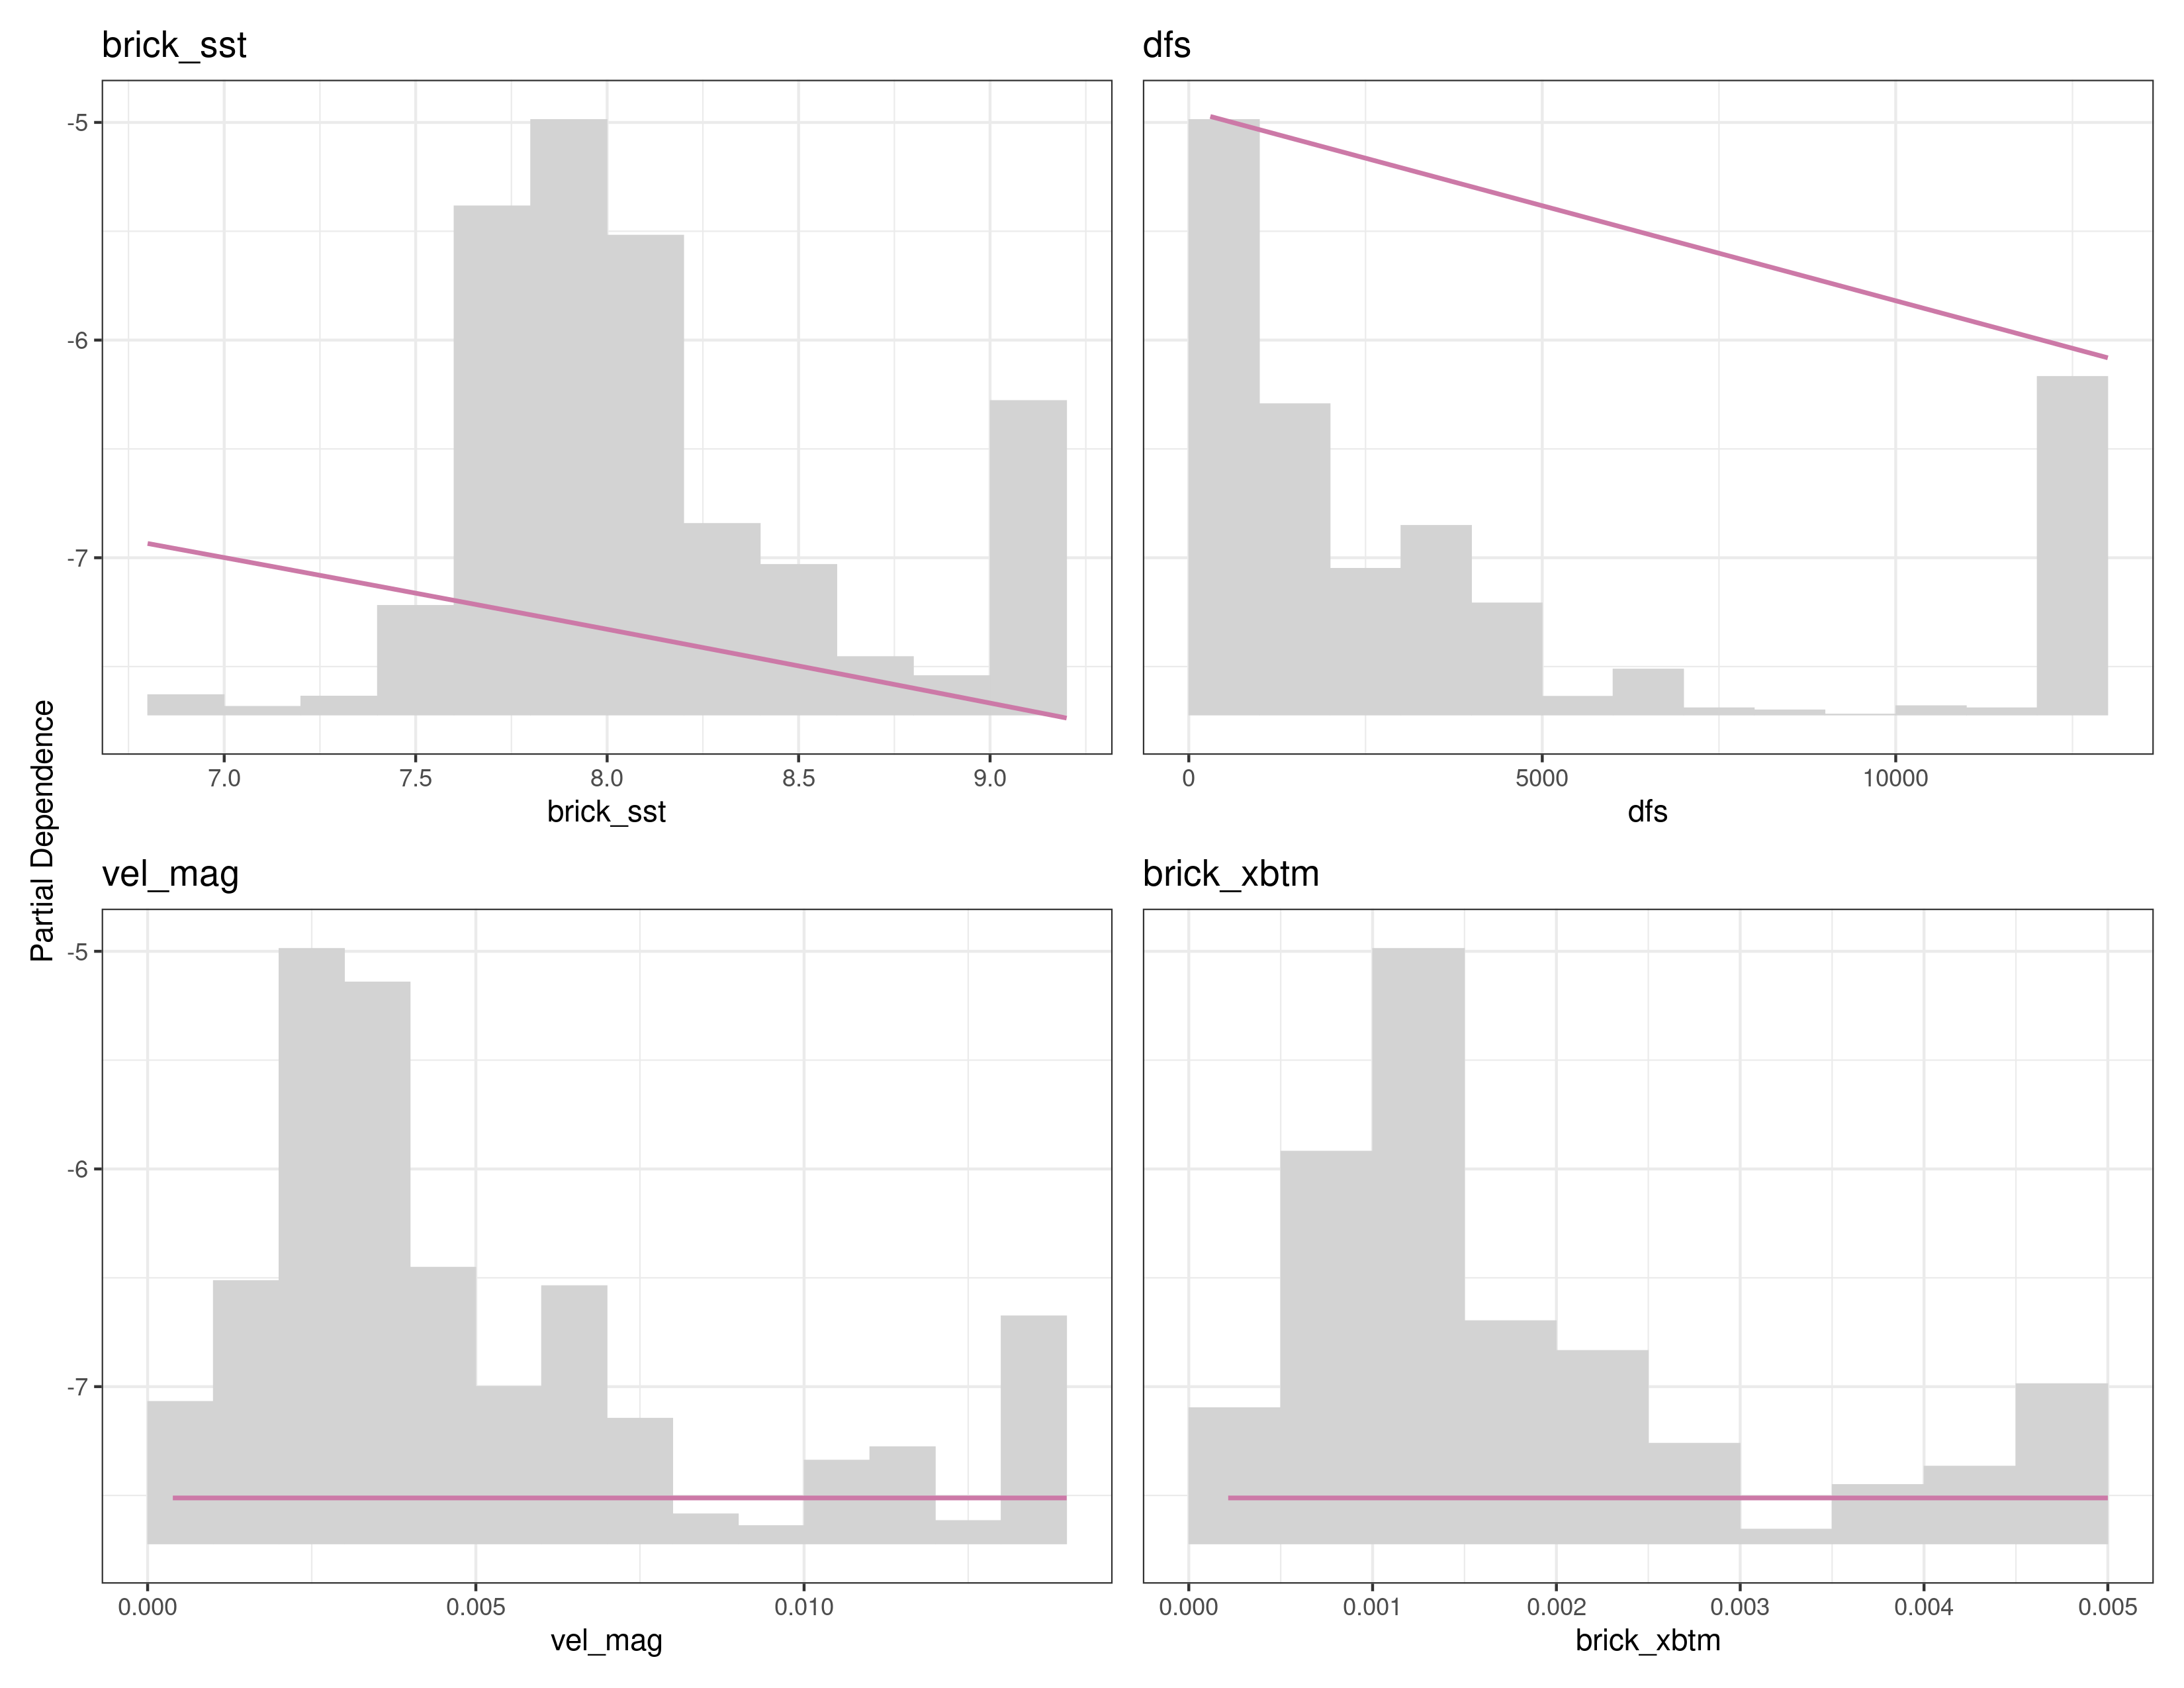 brick_sst
dfs
-5
-6
-7
7.0 7.5 8.0 8.5 9.0
0 5000 10000
brick_sst
dfs
Partial Dependence
vel_mag
brick_xbtm
-5
-6
-7
0.000 0.005 0.010
0.000 0.001 0.002 0.003 0.004 0.005
vel_mag
brick_xbtm